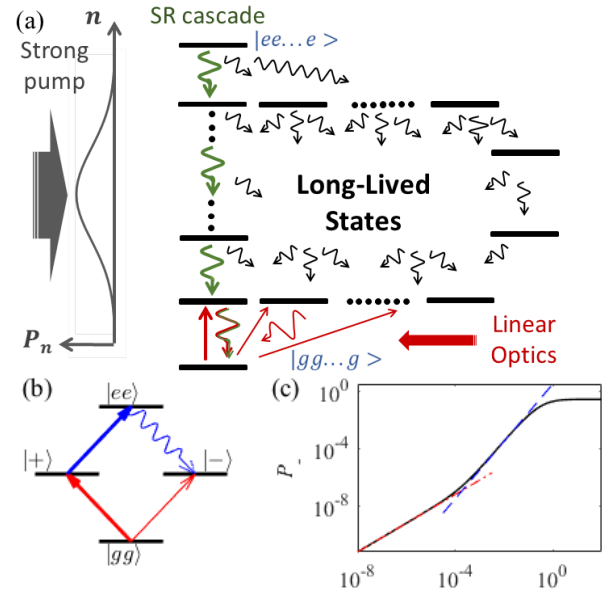 (a)
n
SR cascade
|ee...e >
Strong
pump
Long-Lived
States
P_n
Linear
Optics
|gg...g >
(b)
|ee⟩
|+⟩
|−⟩
|gg⟩
(c)
10^0
10^-4
10^-8
P_-
10^-8
10^-4
10^0